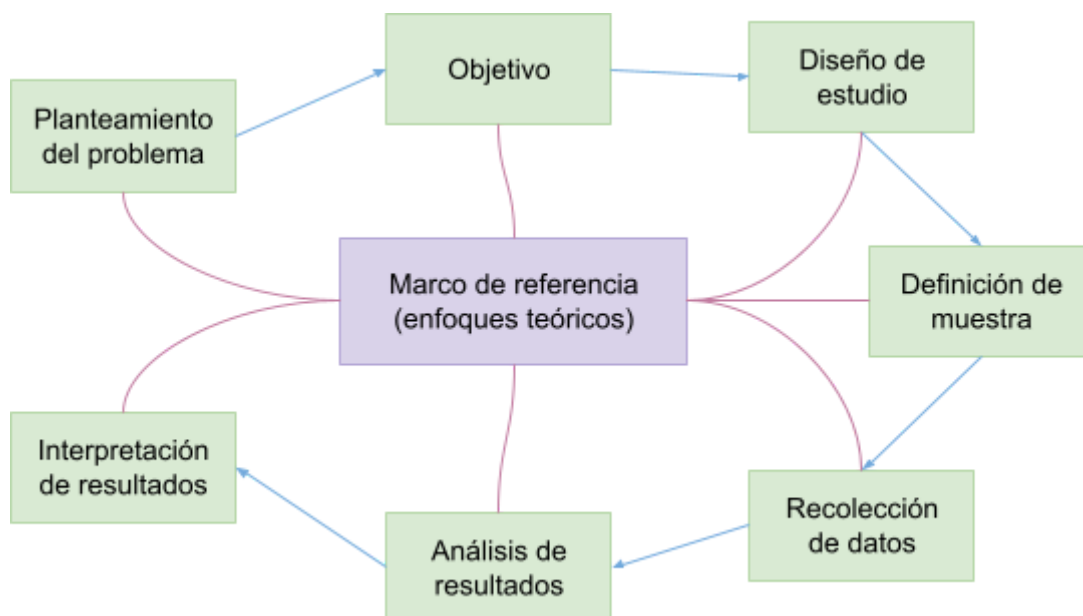 Planteamiento
del problema
Objetivo
Diseño de
estudio
Marco de referencia
(enfoques teóricos)
Definición de
muestra
Interpretación
de resultados
Análisis de
resultados
Recolección
de datos